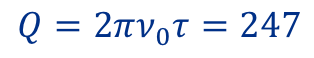 Q = 2πν₀τ = 247